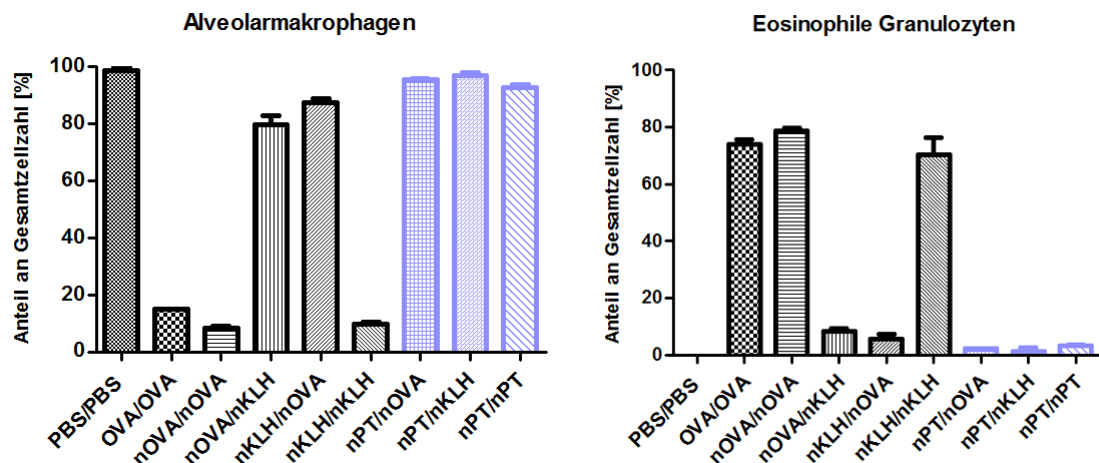 Alveolarmakrophagen
Anteil an Gesamtzellzahl [%]
100
80
60
40
20
0
PBS/PBS
OVA/OVA
nOVA/nOVA
nOVA/nKLH
nKLH/nOVA
nKLH/nKLH
nPT/nOVA
nPT/nKLH
nPT/nPT
Eosinophile Granulozyten
Anteil an Gesamtzellzahl [%]
100
80
60
40
20
0
PBS/PBS
OVA/OVA
nOVA/nOVA
nOVA/nKLH
nKLH/nOVA
nKLH/nKLH
nPT/nOVA
nPT/nKLH
nPT/nPT